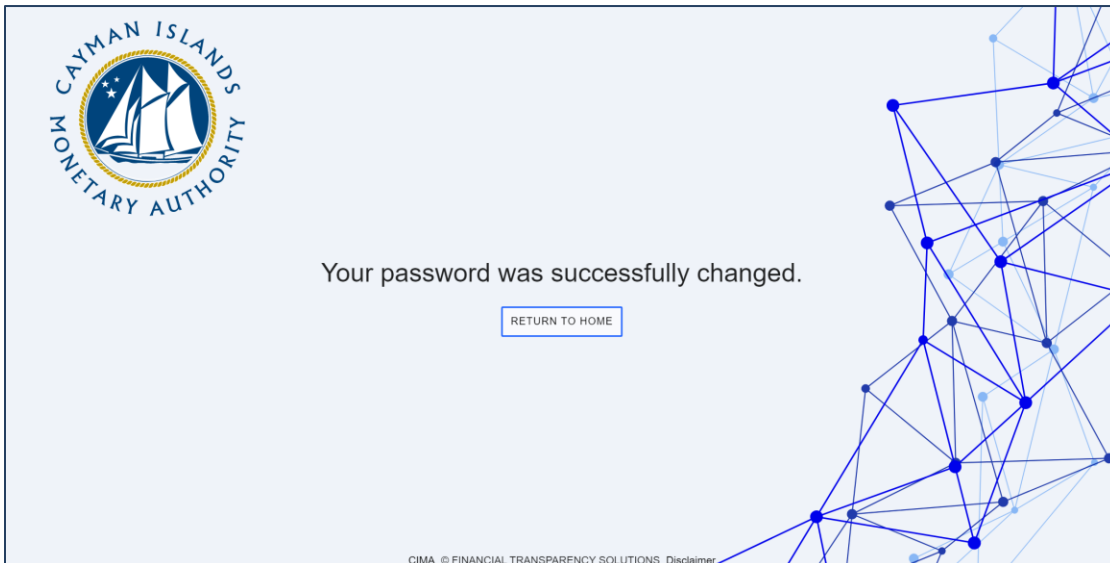 CAYMAN ISLANDS
MONETARY AUTHORITY
Your password was successfully changed.
RETURN TO HOME
CIMA © FINANCIAL TRANSPARENCY SOLUTIONS Disclaimer